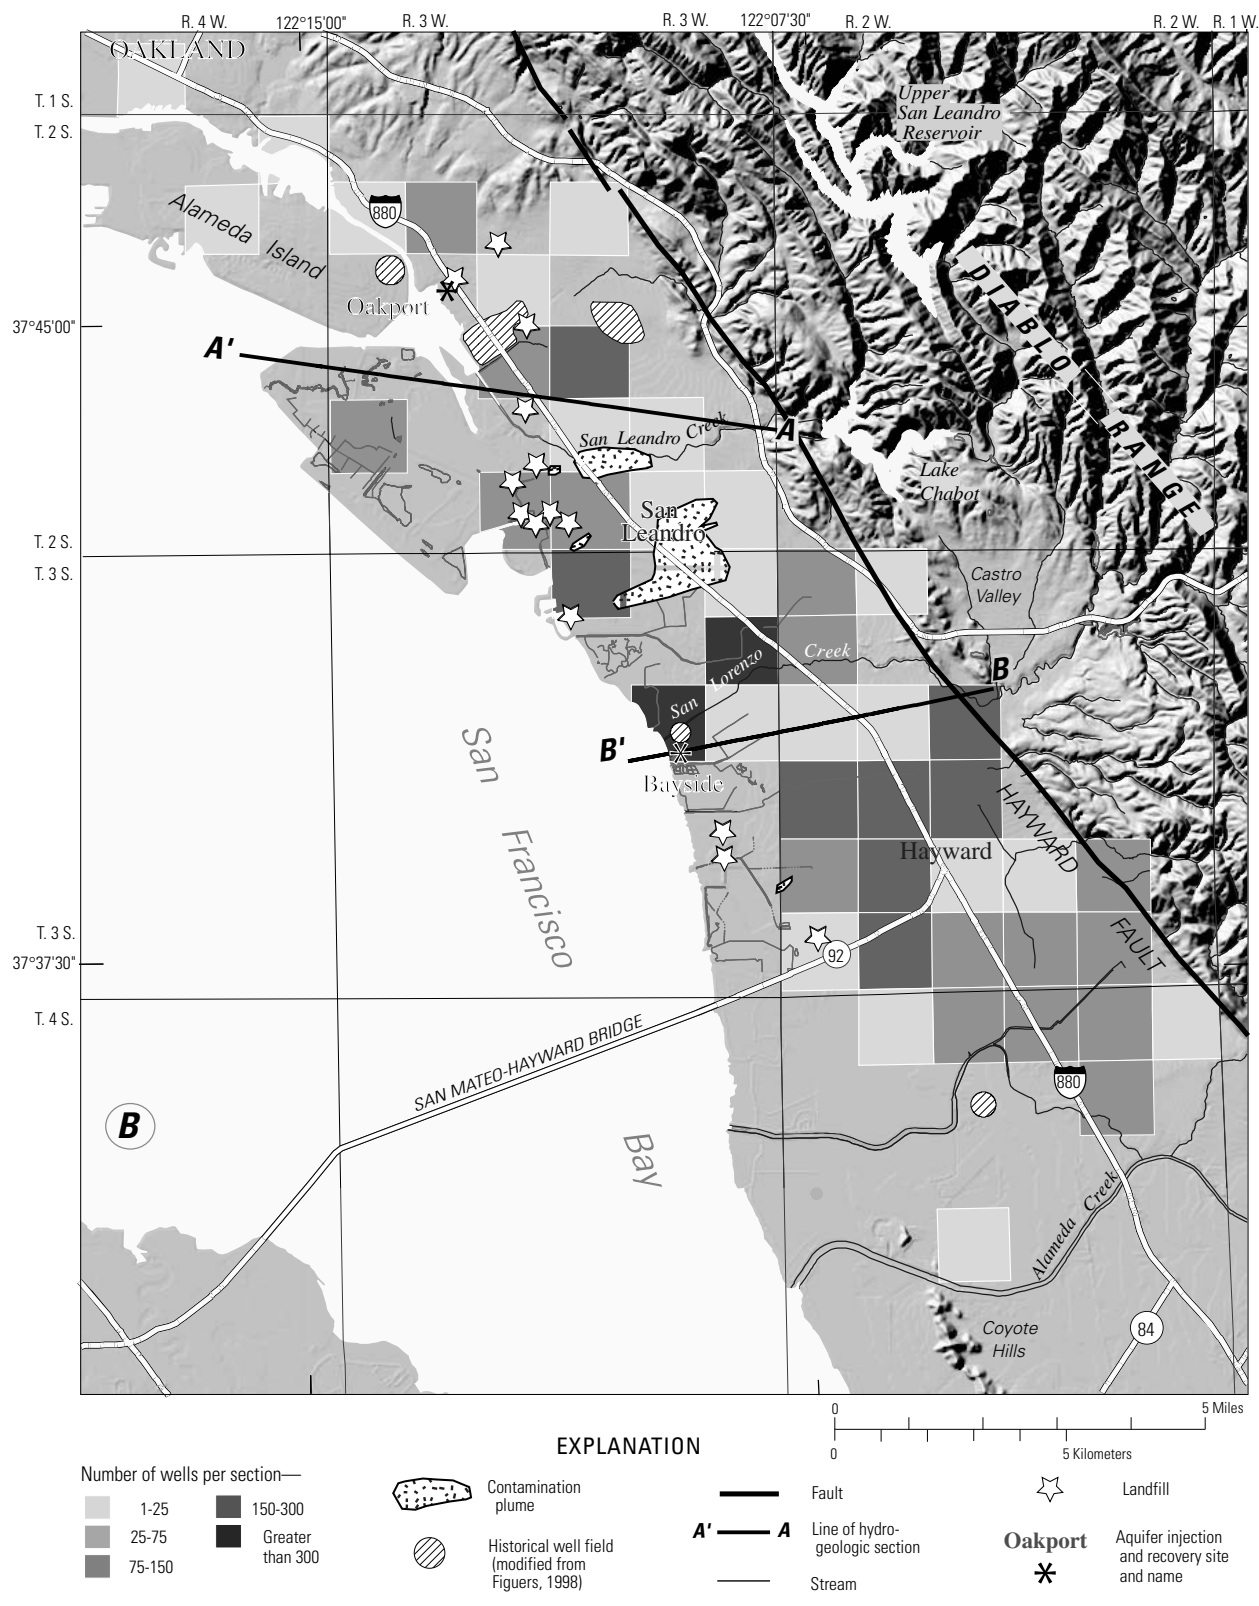 R. 4 W.
122°15'00"
R. 3 W.
R. 3 W.
122°07'30"
R. 2 W.
R. 2 W.
R. 1 W.
OAKLAND
T. 1 S.
T. 2 S.
Upper
San Leandro
Reservoir
880
Alameda
Island
Oakport
DIABLO RANGE
37°45'00"
A'
A
San Leandro Creek
Lake
Chabot
San
Leandro
T. 2 S.
T. 3 S.
Castro
Valley
San Lorenzo Creek
B
B'
Bayside
San
Francisco
Bay
HAYWARD
FAULT
Hayward
T. 3 S.
37°37'30"
92
T. 4 S.
SAN MATEO-HAYWARD BRIDGE
880
B
Alameda Creek
84
Coyote
Hills
0
5 Miles
0
5 Kilometers
EXPLANATION
Number of wells per section—
1-25
25-75
75-150
150-300
Greater
than 300
Contamination
plume
Historical well field
(modified from
Figuers, 1998)
Fault
A' A
Line of hydro-
geologic section
Stream
Landfill
Oakport
Aquifer injection
and recovery site
and name